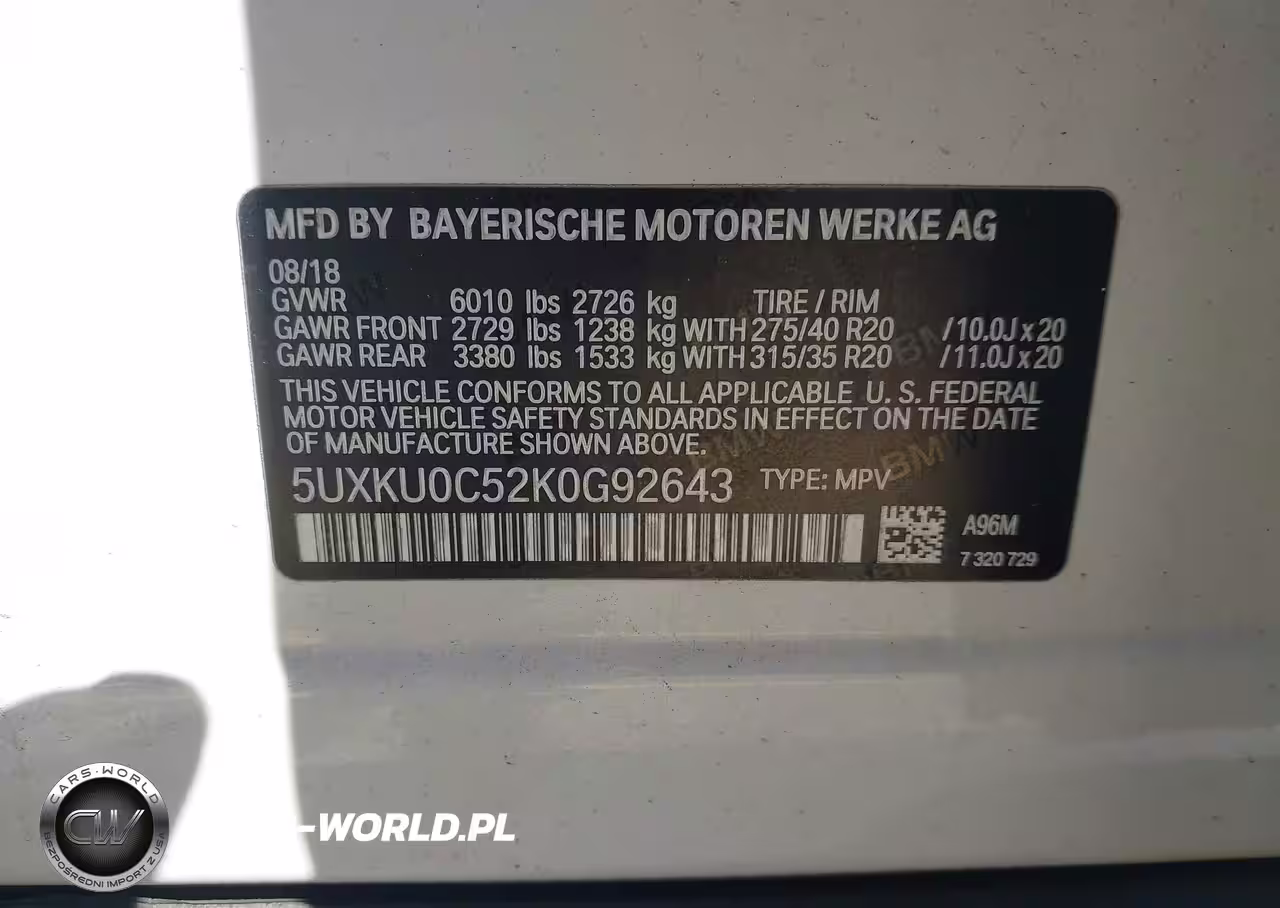 MFD BY BAYERISCHE MOTOREN WERKE AG
08/18
GVWR 6010 lbs 2726 kg TIRE / RIM
GAWR FRONT 2729 lbs 1238 kg WITH 275/40 R20 /10.0J x 20
GAWR REAR 3380 lbs 1533 kg WITH 315/35 R20 /11.0J x 20
THIS VEHICLE CONFORMS TO ALL APPLICABLE U. S. FEDERAL
MOTOR VEHICLE SAFETY STANDARDS IN EFFECT ON THE DATE
OF MANUFACTURE SHOWN ABOVE.
5UXKU0C52K0G92643 TYPE: MPV
A96M
7 320 729
CARS-WORLD
CW
BEZPOŚREDNI IMPORT Z USA
-WORLD.PL